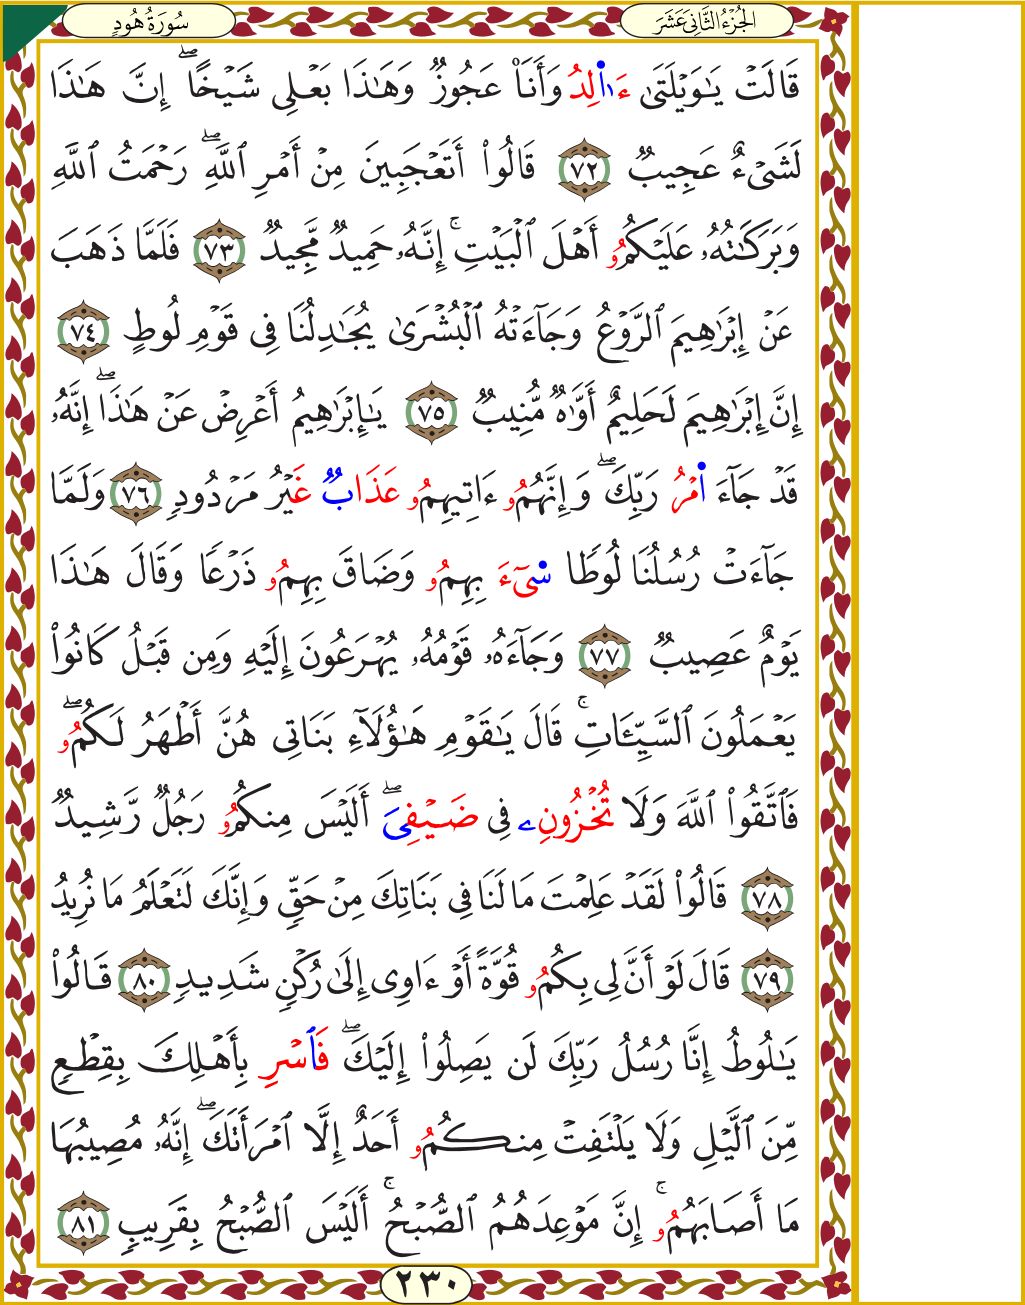 الجُزْءُ الثَّانِيَ عَشَرَ
سُورَةُ هُودٍ
قَالَتْ يَـٰوَيْلَتَىٰ ءَا۬لِدُ وَأَنَا۠ عَجُوزٌ وَهَـٰذَا بَعْلِى شَيْخًا ۖ إِنَّ هَـٰذَا
لَشَىْءٌ عَجِيبٌ ٧٢ قَالُوا۟ أَتَعْجَبِينَ مِنْ أَمْرِ ٱللَّهِ ۖ رَحْمَتُ ٱللَّهِ
وَبَرَكَـٰتُهُۥ عَلَيْكُمُۥ أَهْلَ ٱلْبَيْتِ ۚ إِنَّهُۥ حَمِيدٌ مَّجِيدٌ ٧٣ فَلَمَّا ذَهَبَ
عَنْ إِبْرَٰهِيمَ ٱلرَّوْعُ وَجَآءَتْهُ ٱلْبُشْرَىٰ يُجَـٰدِلُنَا فِى قَوْمِ لُوطٍ ٧٤
إِنَّ إِبْرَٰهِيمَ لَحَلِيمٌ أَوَّٰهٌ مُّنِيبٌ ٧٥ يَـٰٓإِبْرَٰهِيمُ أَعْرِضْ عَنْ هَـٰذَا ۖ إِنَّهُۥ
قَدْ جَآءَ ا۬مْرُ رَبِّكَ ۖ وَإِنَّهُمُۥ ءَاتِيهِمُۥ عَذَابٌ غَيْرُ مَرْدُودٍ ٧٦ وَلَمَّا
جَآءَتْ رُسُلُنَا لُوطًا سِ۬ىٓءَ بِهِمُۥ وَضَاقَ بِهِمُۥ ذَرْعًا وَقَالَ هَـٰذَا
يَوْمٌ عَصِيبٌ ٧٧ وَجَآءَهُۥ قَوْمُهُۥ يُهْرَعُونَ إِلَيْهِ وَمِن قَبْلُ كَانُوا۟
يَعْمَلُونَ ٱلسَّيِّـَٔاتِ ۚ قَالَ يَـٰقَوْمِ هَـٰٓؤُلَآءِ بَنَاتِى هُنَّ أَطْهَرُ لَكُمُۥ ۖ
فَٱتَّقُوا۟ ٱللَّهَ وَلَا تُخْزُونِۦ فِى ضَيْفِىَ ۖ أَلَيْسَ مِنكُمُۥ رَجُلٌ رَّشِيدٌ
٧٨ قَالُوا۟ لَقَدْ عَلِمْتَ مَا لَنَا فِى بَنَاتِكَ مِنْ حَقٍّ وَإِنَّكَ لَتَعْلَمُ مَا نُرِيدُ
٧٩ قَالَ لَوْ أَنَّ لِى بِكُمُۥ قُوَّةً أَوْ ءَاوِى إِلَىٰ رُكْنٍ شَدِيدٍ ٨٠ قَالُوا۟
يَـٰلُوطُ إِنَّا رُسُلُ رَبِّكَ لَن يَصِلُوا۟ إِلَيْكَ ۖ فَٱسْرِ بِأَهْلِكَ بِقِطْعٍ
مِّنَ ٱلَّيْلِ وَلَا يَلْتَفِتْ مِنكُمُۥ أَحَدٌ إِلَّا ٱمْرَأَتَكَ ۖ إِنَّهُۥ مُصِيبُهَا
مَا أَصَابَهُمُۥ ۚ إِنَّ مَوْعِدَهُمُ ٱلصُّبْحُ ۚ أَلَيْسَ ٱلصُّبْحُ بِقَرِيبٍ ٨١
٢٣٠